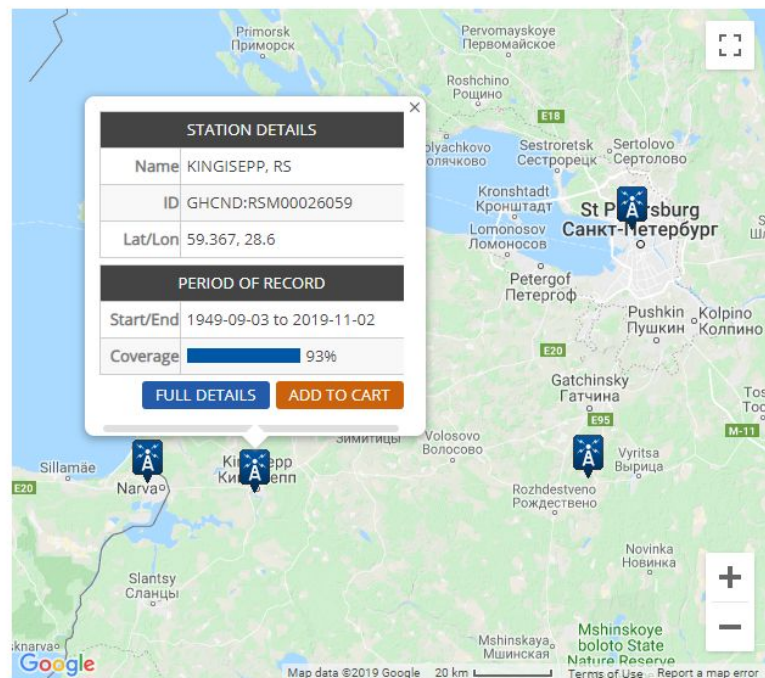 Primorsk
Приморск
Pervomayskoye
Первомайское
Roshchino
Рощино
E18
STATION DETAILS
Name KINGISEPP, RS
ID GHCND:RSM00026059
Lat/Lon 59.367, 28.6
PERIOD OF RECORD
Start/End 1949-09-03 to 2019-11-02
Coverage 93%
FULL DETAILS ADD TO CART
olyachkovo
олячково
Sestroretsk
Сестрорецк
Sertolovo
Сертолово
Kronshtadt
Кронштадт
St P rsburg
Санкт-Петербург
Lomonosov
Ломоносов
Petergof
Петергоф
Pushkin
Пушкин
Kolpino
Колпино
E20
Gatchinsky
Гатчина
E95
M-11
Зимитицы
Volosovo
Волосово
Vyritsa
Вырица
Sillamäe
E20
Narva
Rozhdestveno
Рождествено
Novinka
Новинка
Slantsy
Сланцы
Mshinskaya
Мшинская
Mshinskoye
boloto State
Nature Reserve
sknarva
Google
Map data ©2019 Google 20 km Terms of Use Report a map error